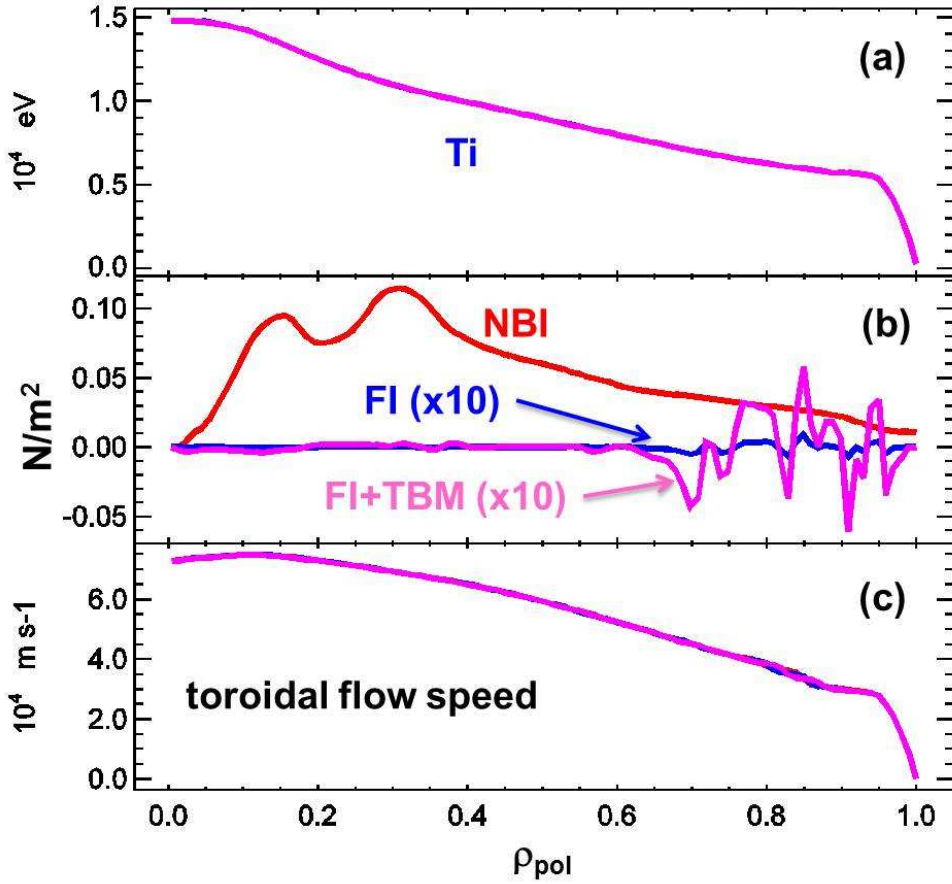 1.5
(a)
10⁴ eV
1.0
Ti
0.5
0.0
0.10
NBI
(b)
N/m²
0.05
FI (x10)
0.00
FI+TBM (x10)
-0.05
6.0
(c)
10⁴ m s-1
4.0
toroidal flow speed
2.0
0.0
0.0 0.2 0.4 0.6 0.8 1.0
ρpol